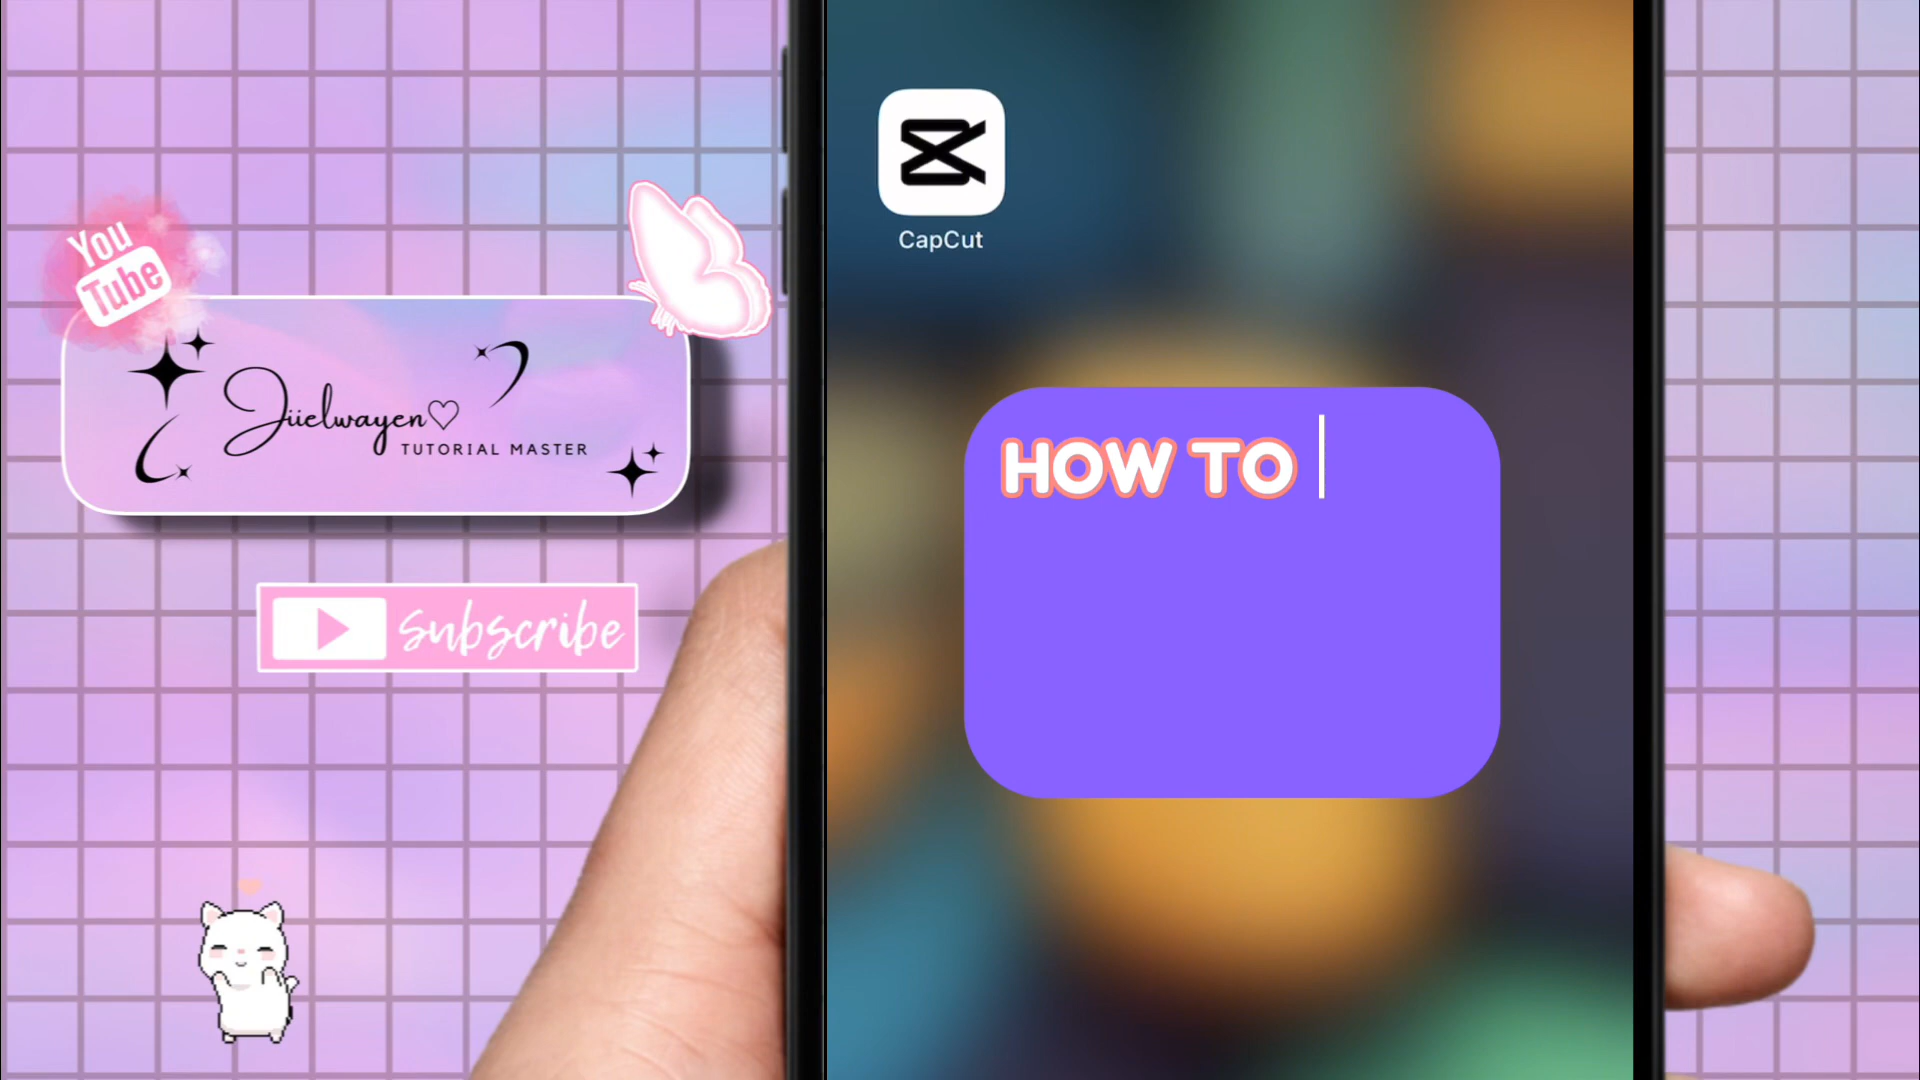 You
Tube
Jüelwayen♡
TUTORIAL MASTER
Subscribe
CapCut
HOW TO